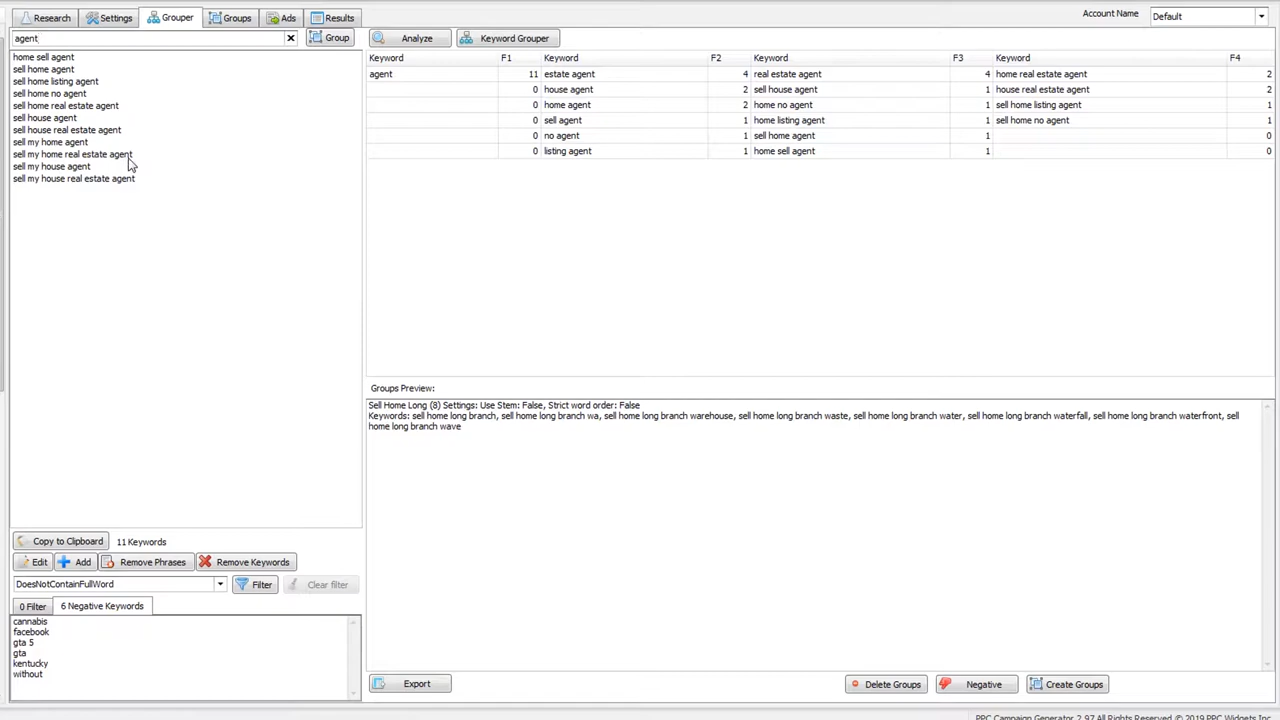 Research Settings Grouper Groups Ads Results Account Name Default
agent Group Analyze Keyword Grouper
Keyword F1 Keyword F2 Keyword F3 Keyword F4
agent 11 estate agent 4 real estate agent 4 home real estate agent 2
0 house agent 2 sell house agent 1 house real estate agent 2
0 home agent 2 home no agent 1 sell home listing agent 1
0 sell agent 1 home listing agent 1 sell home no agent 1
0 no agent 1 sell home agent 1 0
0 listing agent 1 home sell agent 1 0
home sell agent
sell home agent
sell home listing agent
sell home no agent
sell home real estate agent
sell house agent
sell house real estate agent
sell my home agent
sell my home real estate agent
sell my house agent
sell my house real estate agent
Groups Preview:
Sell Home Long (8) Settings: Use Stem: False, Strict word order: False
Keywords: sell home long branch, sell home long branch wa, sell home long branch warehouse, sell home long branch waste, sell home long branch water, sell home long branch waterfall, sell home long branch waterfront, sell
home long branch wave
Copy to Clipboard 11 Keywords
Edit Add Remove Phrases Remove Keywords
DoesNotContainFullWord Filter Clear filter
0 Filter 6 Negative Keywords
cannabis
facebook
gta 5
gta
kentucky
without
Export Delete Groups Negative Create Groups
PPC Campaign Generator 2.97 All Rights Reserved © 2019 PPC Widgets Inc